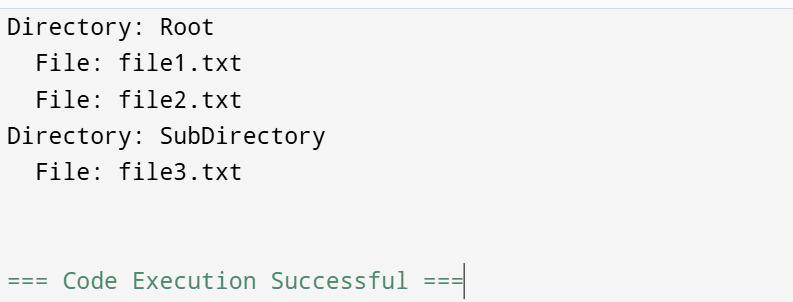 Directory: Root
  File: file1.txt
  File: file2.txt
Directory: SubDirectory
  File: file3.txt
=== Code Execution Successful ===